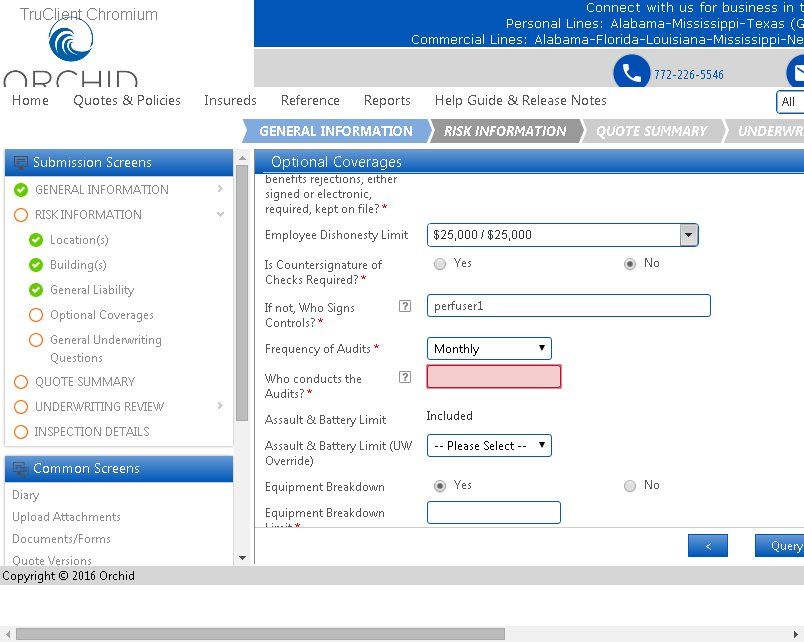 TruClient Chromium
ORCHID
Connect with us for business in t
Personal Lines: Alabama-Mississippi-Texas (G
Commercial Lines: Alabama-Florida-Louisiana-Mississippi-Ne
772-226-5546
Home Quotes & Policies Insureds Reference Reports Help Guide & Release Notes All
GENERAL INFORMATION RISK INFORMATION QUOTE SUMMARY UNDERWR
Submission Screens
GENERAL INFORMATION
RISK INFORMATION
Location(s)
Building(s)
General Liability
Optional Coverages
General Underwriting
Questions
QUOTE SUMMARY
UNDERWRITING REVIEW
INSPECTION DETAILS
Common Screens
Diary
Upload Attachments
Documents/Forms
Quote Versions
Optional Coverages
benefits rejections, either
signed or electronic,
required, kept on file? *
Employee Dishonesty Limit $25,000 / $25,000
Is Countersignature of
Checks Required? * Yes No
If not, Who Signs
Controls? * ? perfuser1
Frequency of Audits * Monthly
Who conducts the
Audits? * ?
Assault & Battery Limit Included
Assault & Battery Limit (UW
Override) -- Please Select --
Equipment Breakdown Yes No
Equipment Breakdown
Limit *
< Query
Copyright © 2016 Orchid